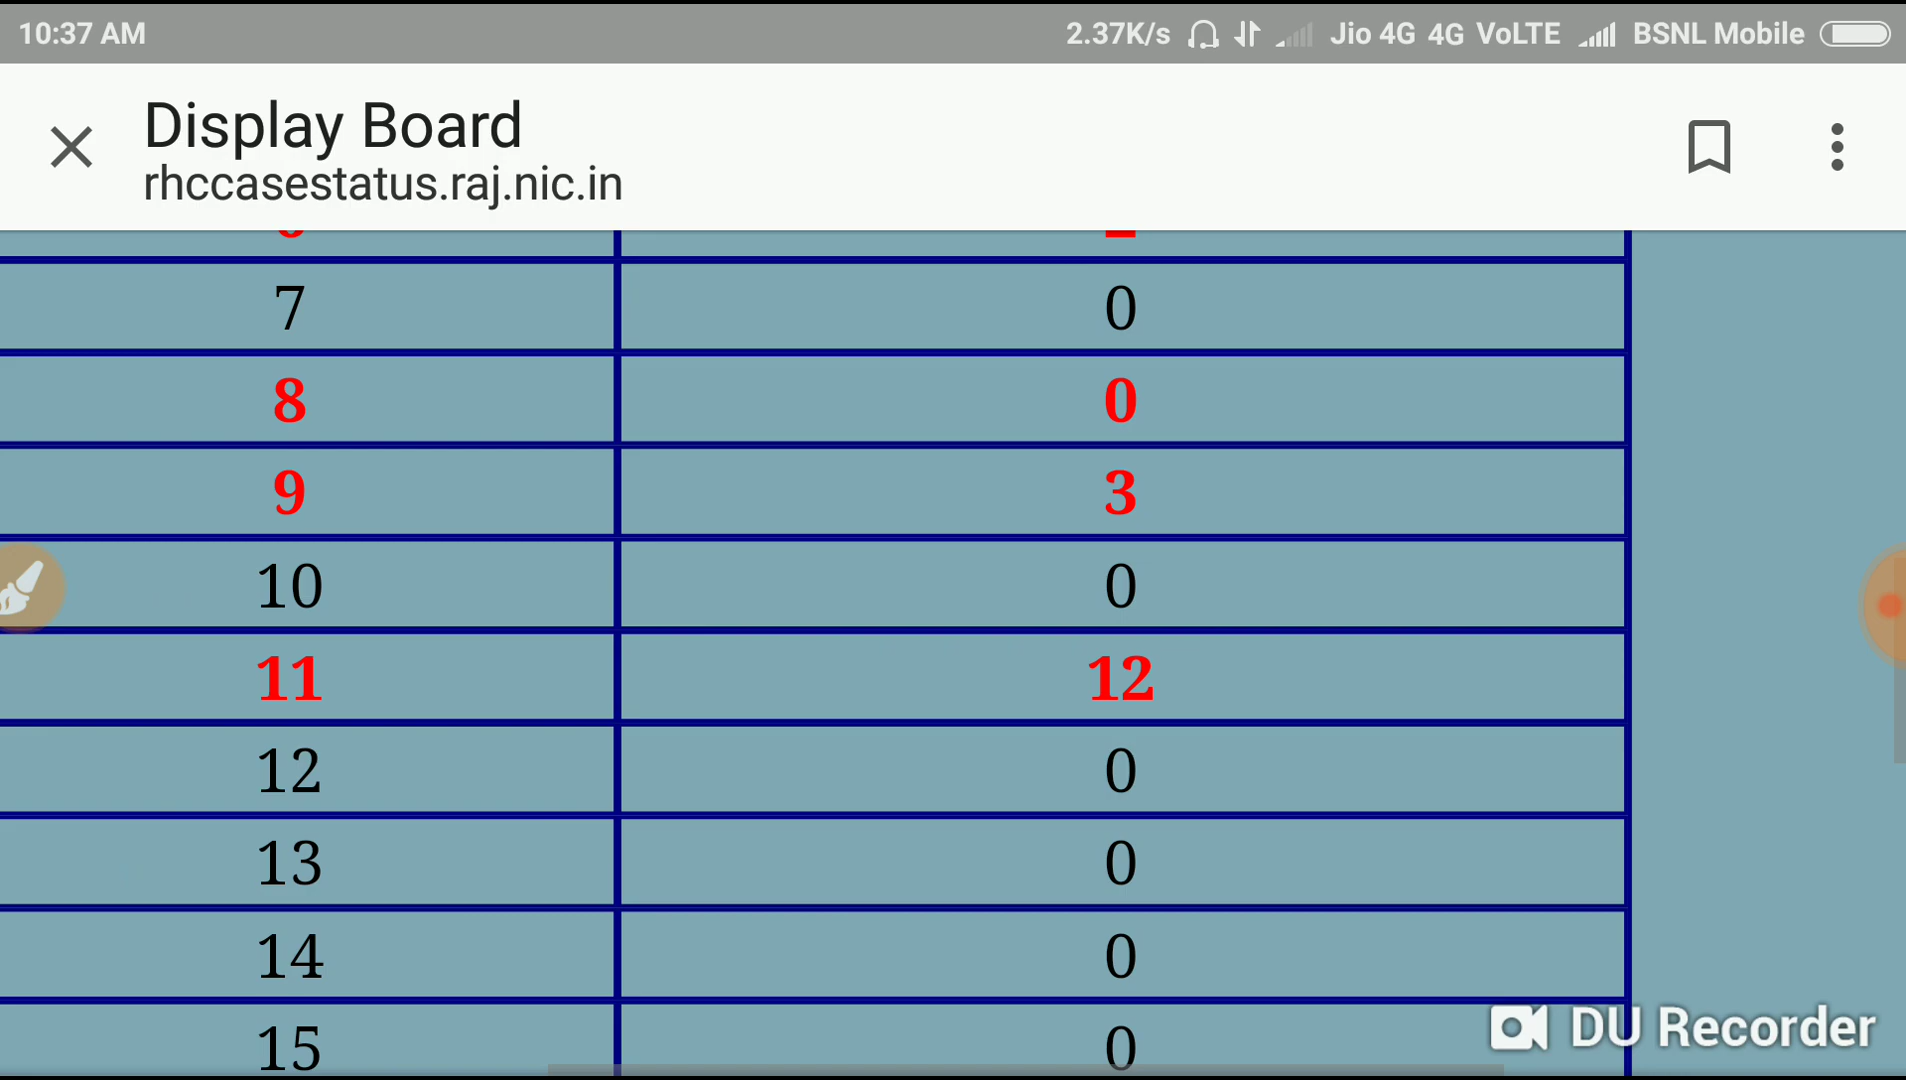 10:37 AM 2.37K/s Jio 4G 4G VoLTE BSNL Mobile
Display Board
rhccasestatus.raj.nic.in
7 0
8 0
9 3
10 0
11 12
12 0
13 0
14 0
15 0
DU Recorder